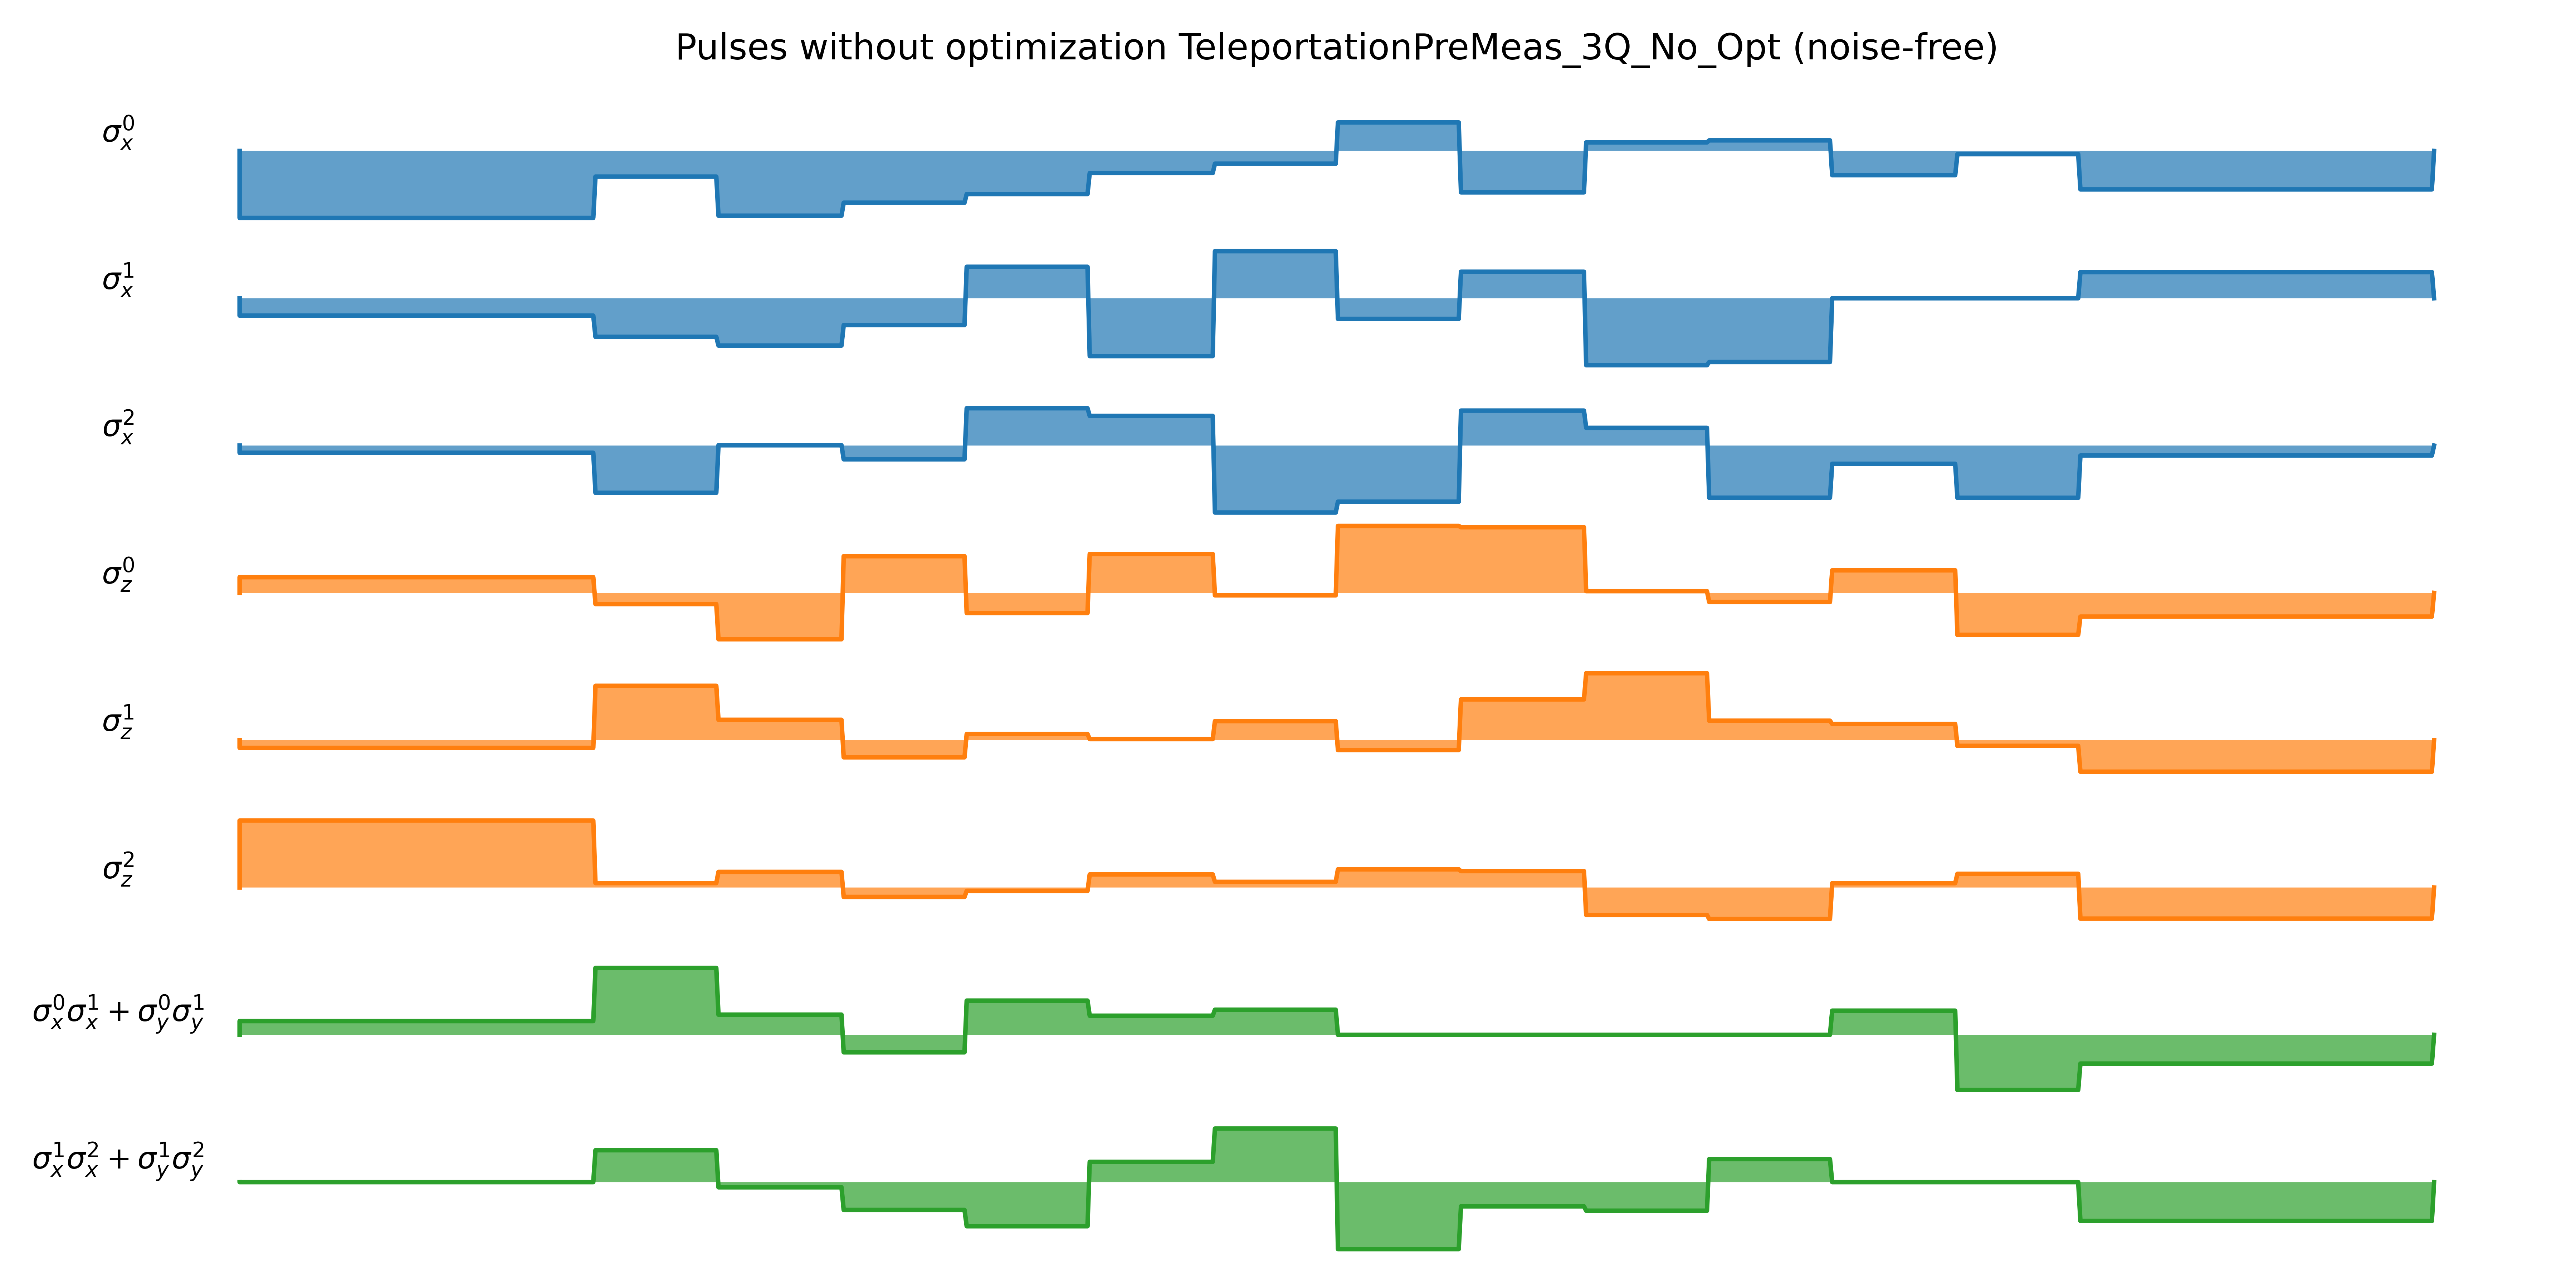 Pulses without optimization TeleportationPreMeas_3Q_No_Opt (noise-free)
σ_x^0
σ_x^1
σ_x^2
σ_z^0
σ_z^1
σ_z^2
σ_x^0σ_x^1 + σ_y^0σ_y^1
σ_x^1σ_x^2 + σ_y^1σ_y^2